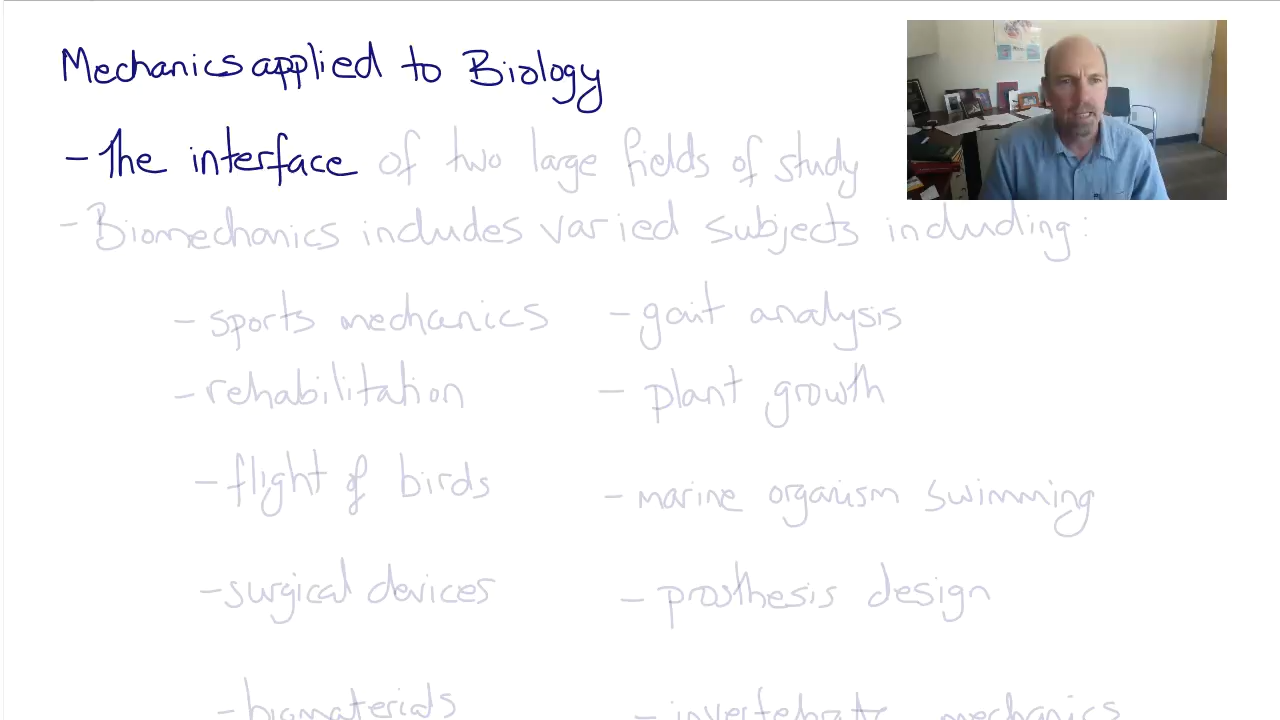 Mechanics applied to Biology
- The interface of two large fields of study
- Biomechanics includes varied subjects including:
- sports mechanics - gait analysis
- rehabilitation - plant growth
- flight of birds - marine organism swimming
- surgical devices - prosthesis design
- biomaterials - invertebrate mechanics